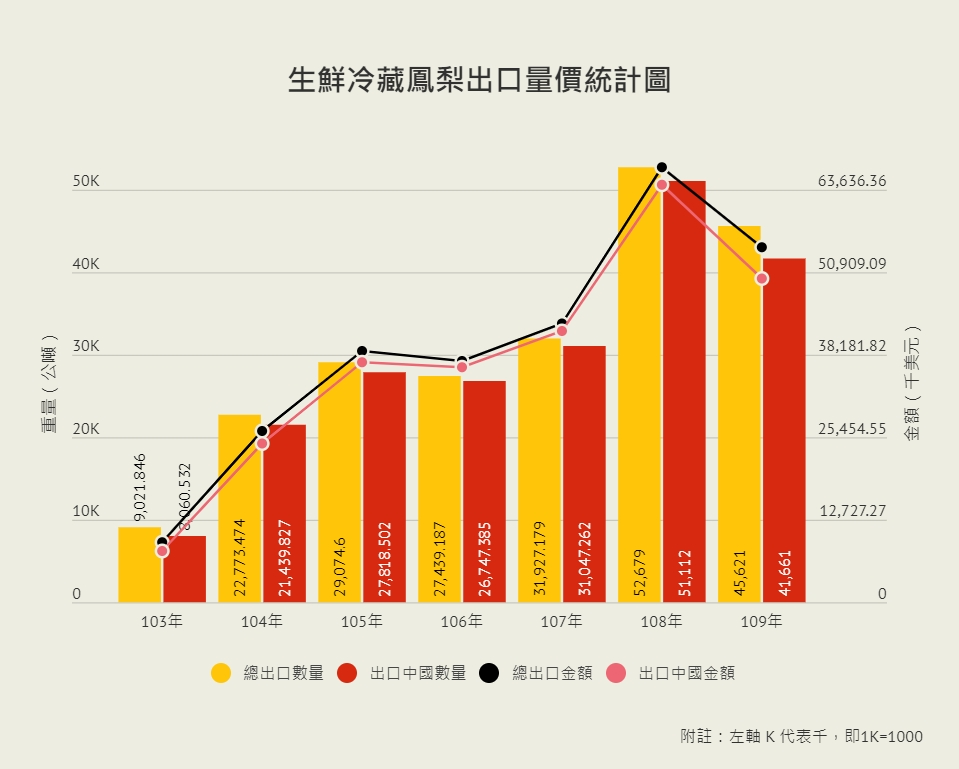 生鮮冷藏鳳梨出口量價統計圖
50K
40K
30K
20K
10K
0
重量（公噸）
63,636.36
50,909.09
38,181.82
25,454.55
12,727.27
0
金額（千美元）
9,021.846
8,060.532
22,773.474
21,439.827
29,074.6
27,818.502
27,439.187
26,747.385
31,927.179
31,047.262
52,679
51,112
45,621
41,661
103年 104年 105年 106年 107年 108年 109年
總出口數量 出口中國數量 總出口金額 出口中國金額
附註：左軸 K 代表千，即1K=1000